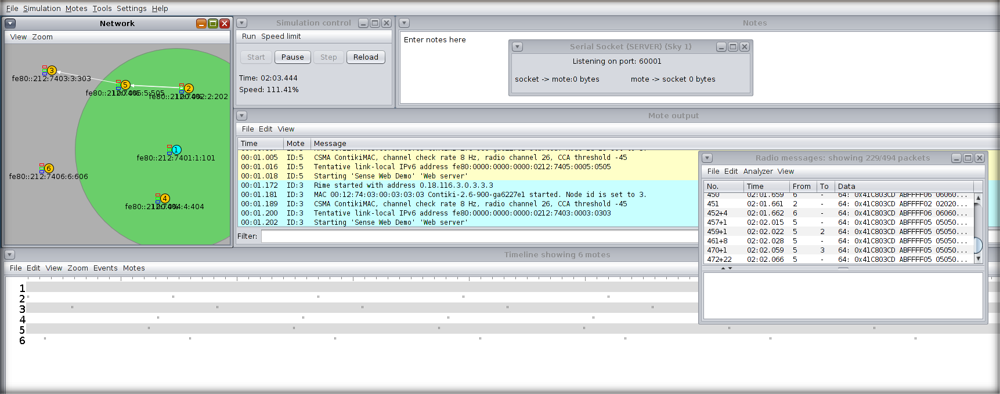 File Simulation Motes Tools Settings Help
Network
View Zoom
3
fe80::212:7403:3:303
5
2
1
fe80::212:7401:1:101
6
fe80::212:7406:6:606
4
Simulation control
Run Speed limit
Start Pause Step Reload
Time: 02:03.444
Speed: 111.41%
Notes
Enter notes here
Serial Socket (SERVER) (Sky 1)
Listening on port: 60001
socket -> mote:0 bytes mote -> socket 0 bytes
Mote output
File Edit View
Time Mote Message
00:01.005 ID:5 CSMA ContikiMAC, channel check rate 8 Hz, radio channel 26, CCA threshold -45
00:01.016 ID:5 Tentative link-local IPv6 address fe80:0000:0000:0000:0212:7405:0005:0505
00:01.018 ID:5 Starting 'Sense Web Demo' 'Web server'
00:01.172 ID:3 Rime started with address 0.18.116.3.0.3.3.3
00:01.181 ID:3 MAC 00:12:74:03:00:03:03:03 Contiki-2.6-900-ga6227e1 started. Node id is set to 3.
00:01.189 ID:3 CSMA ContikiMAC, channel check rate 8 Hz, radio channel 26, CCA threshold -45
00:01.200 ID:3 Tentative link-local IPv6 address fe80:0000:0000:0000:0212:7403:0003:0303
00:01.202 ID:3 Starting 'Sense Web Demo' 'Web server'
Filter:
Radio messages: showing 229/494 packets
File Edit Analyzer View
No. Time From To Data
450 02:01.659 6 - 64: 0x41C803CD ABFFFF06 06060...
451 02:01.661 2 - 64: 0x41C803CD ABFFFF02 02020...
452+4 02:01.662 6 - 64: 0x41C803CD ABFFFF06 06060...
457+1 02:02.015 5 - 64: 0x41C803CD ABFFFF05 05050...
459+1 02:02.022 5 2 64: 0x41C803CD ABFFFF05 05050...
461+8 02:02.028 5 - 64: 0x41C803CD ABFFFF05 05050...
470+1 02:02.059 5 3 64: 0x41C803CD ABFFFF05 05050...
472+22 02:02.066 5 - 64: 0x41C803CD ABFFFF05 05050...
Timeline showing 6 motes
File Edit View Zoom Events Motes
1
2
3
4
5
6